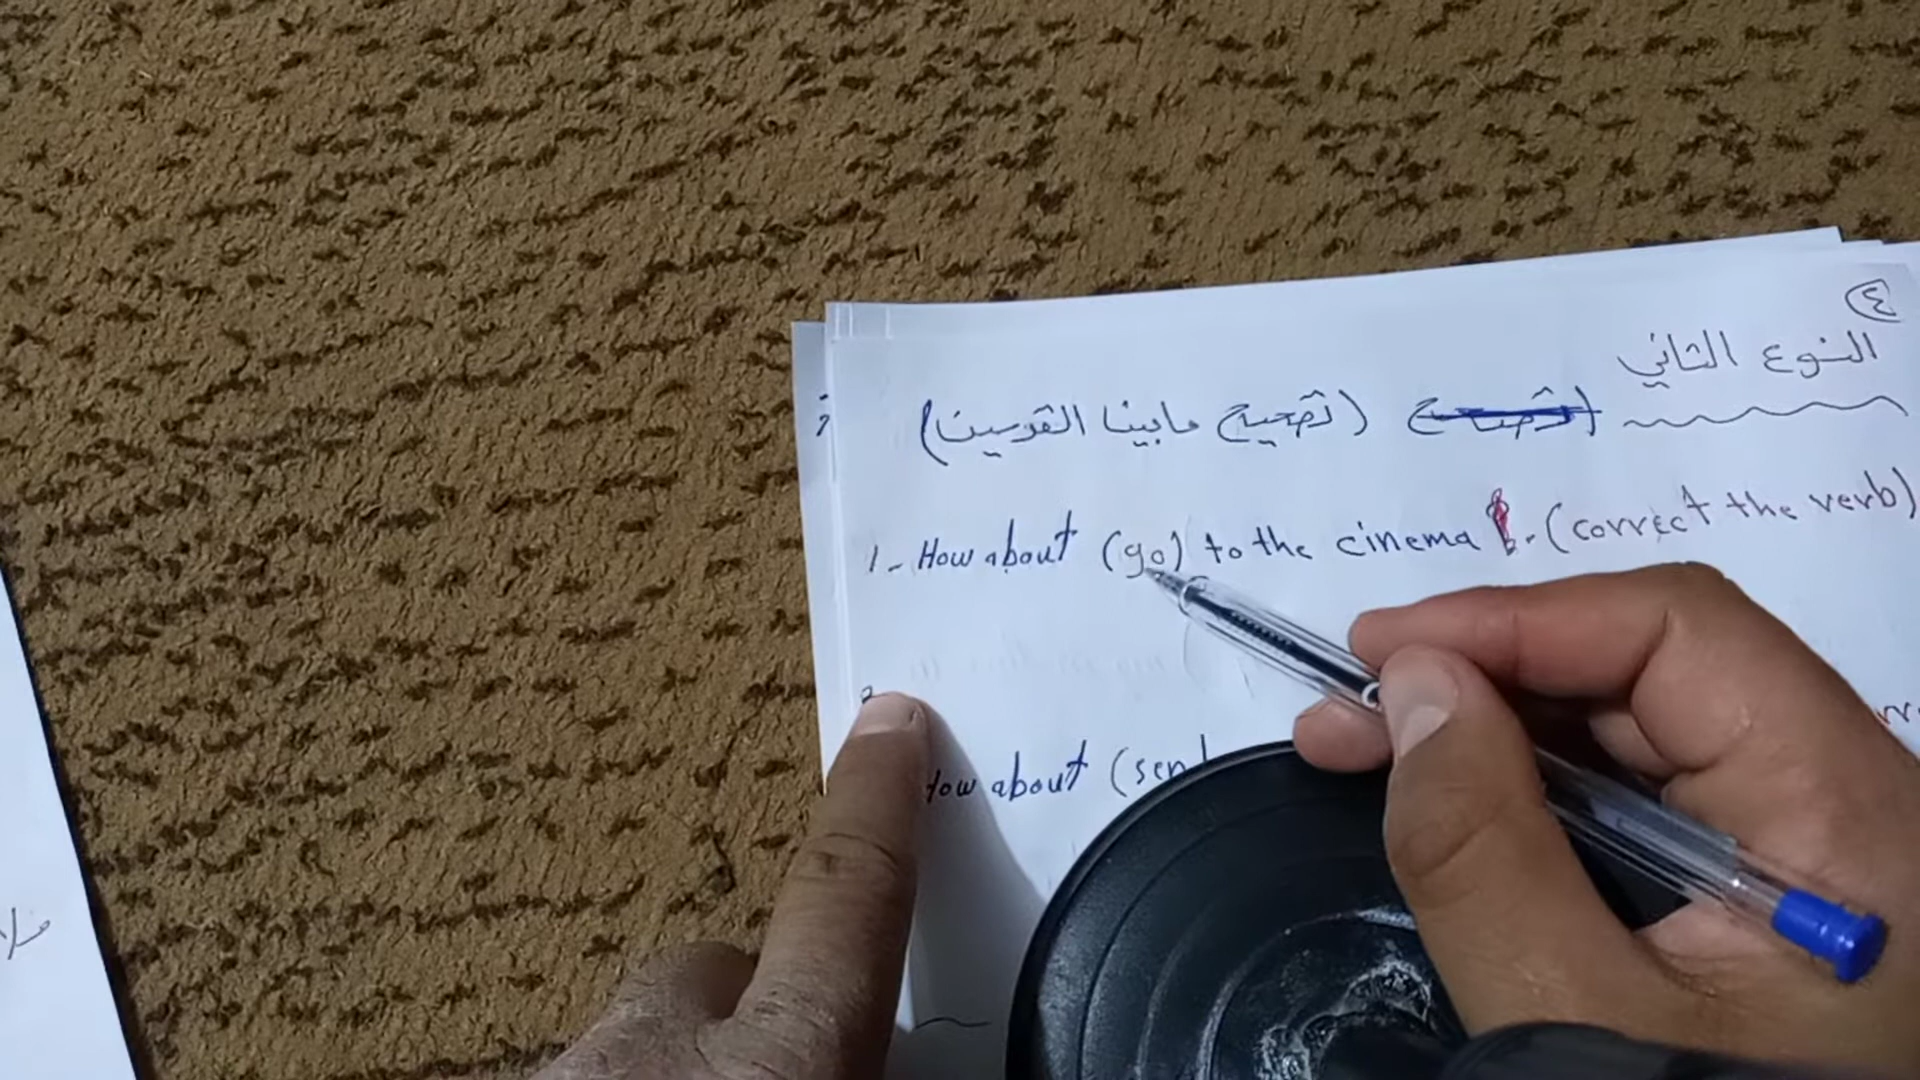 ٤
النوع الثاني
(تصحيح مابينا القوسين)
1- How about (go) to the cinema ?. (correct the verb)
How about (sen